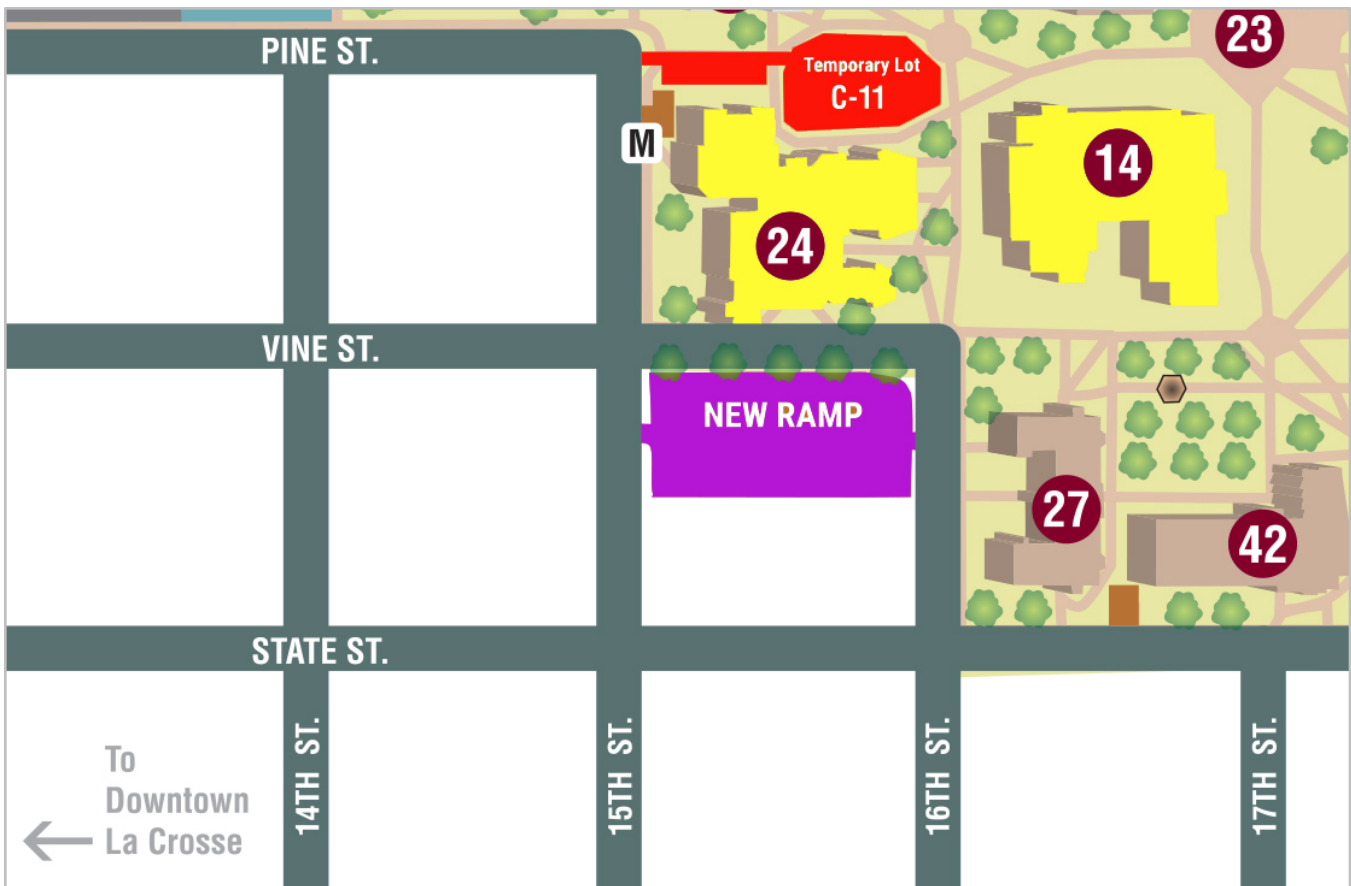 PINE ST.
Temporary Lot
C-11
23
M
14
24
VINE ST.
NEW RAMP
27
42
STATE ST.
14TH ST.
15TH ST.
16TH ST.
17TH ST.
To
Downtown
La Crosse